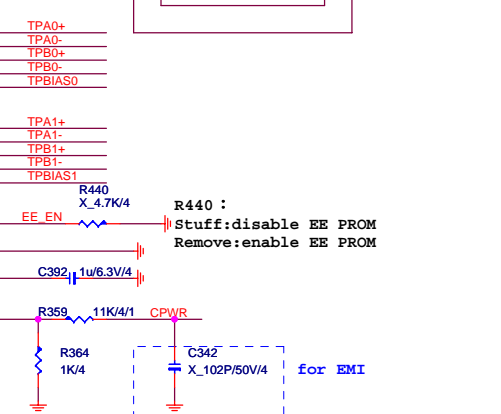 TPA0+
TPA0-
TPB0+
TPB0-
TPBIAS0
TPA1+
TPA1-
TPB1+
TPB1-
TPBIAS1
R440
X_4.7K/4
EE_EN
R440：
Stuff:disable EE PROM
Remove:enable EE PROM
C392 1u/6.3V/4
R359 11K/4/1 CPWR
R364
1K/4
C342
X_102P/50V/4
for EMI